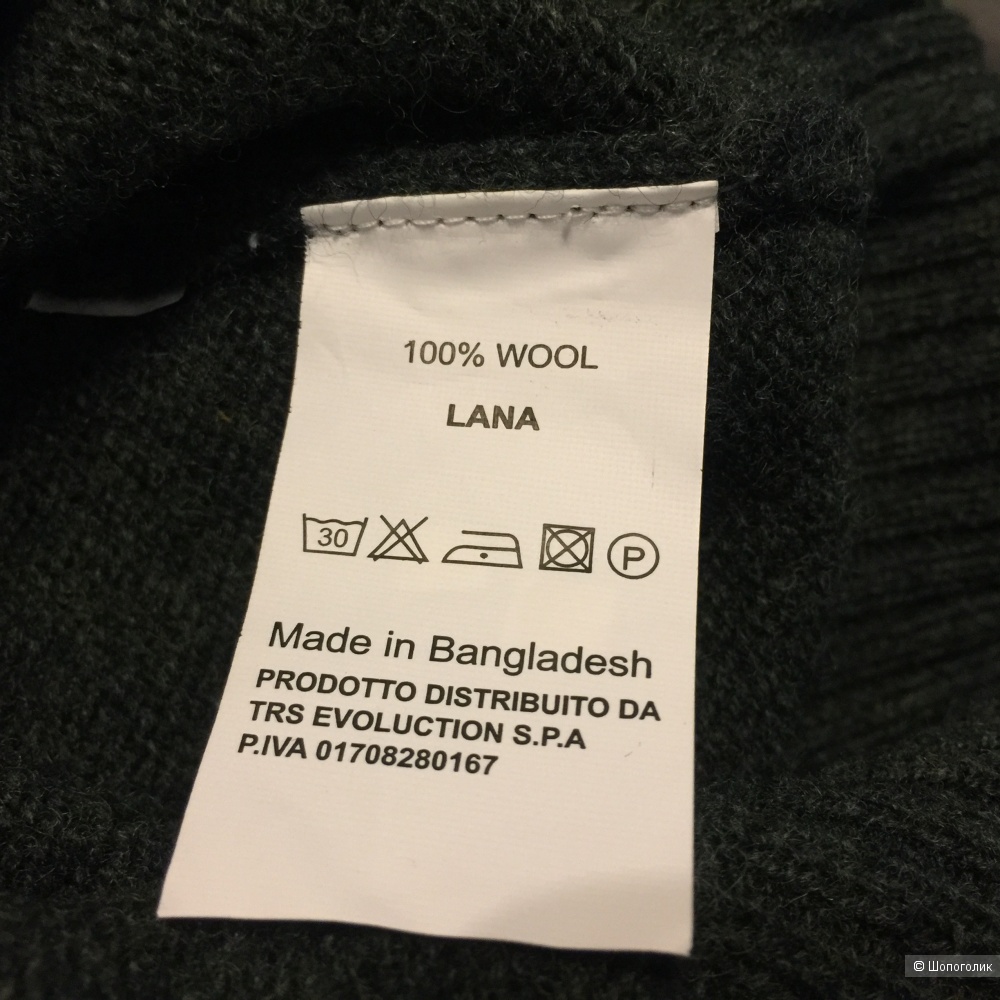 100% WOOL
LANA
30
P
Made in Bangladesh
PRODOTTO DISTRIBUITO DA
TRS EVOLUCTION S.P.A
P.IVA 01708280167
© Шопоголик